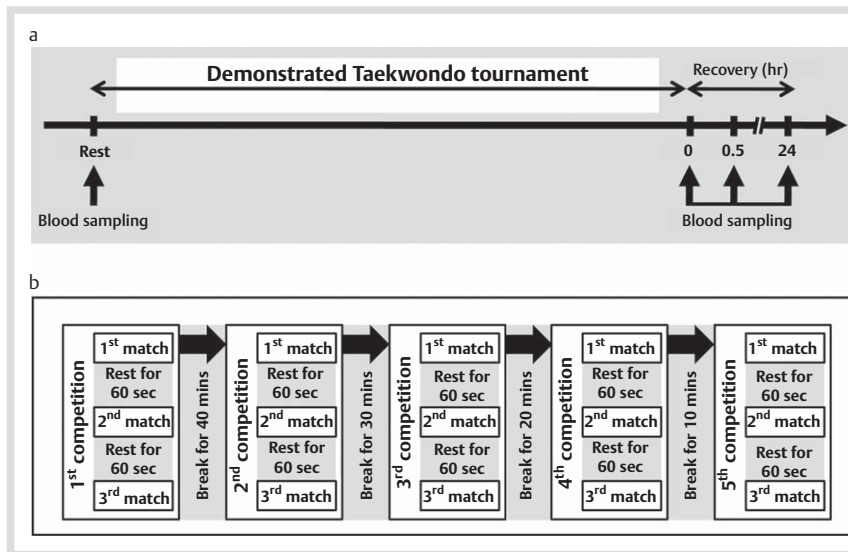 a
Demonstrated Taekwondo tournament
Recovery (hr)
Rest
0
0.5
24
Blood sampling
Blood sampling
b
1st competition
1st match
Rest for
60 sec
2nd match
Rest for
60 sec
3rd match
Break for 40 mins
2nd competition
1st match
Rest for
60 sec
2nd match
Rest for
60 sec
3rd match
Break for 30 mins
3rd competition
1st match
Rest for
60 sec
2nd match
Rest for
60 sec
3rd match
Break for 20 mins
4th competition
1st match
Rest for
60 sec
2nd match
Rest for
60 sec
3rd match
Break for 10 mins
5th competition
1st match
Rest for
60 sec
2nd match
Rest for
60 sec
3rd match